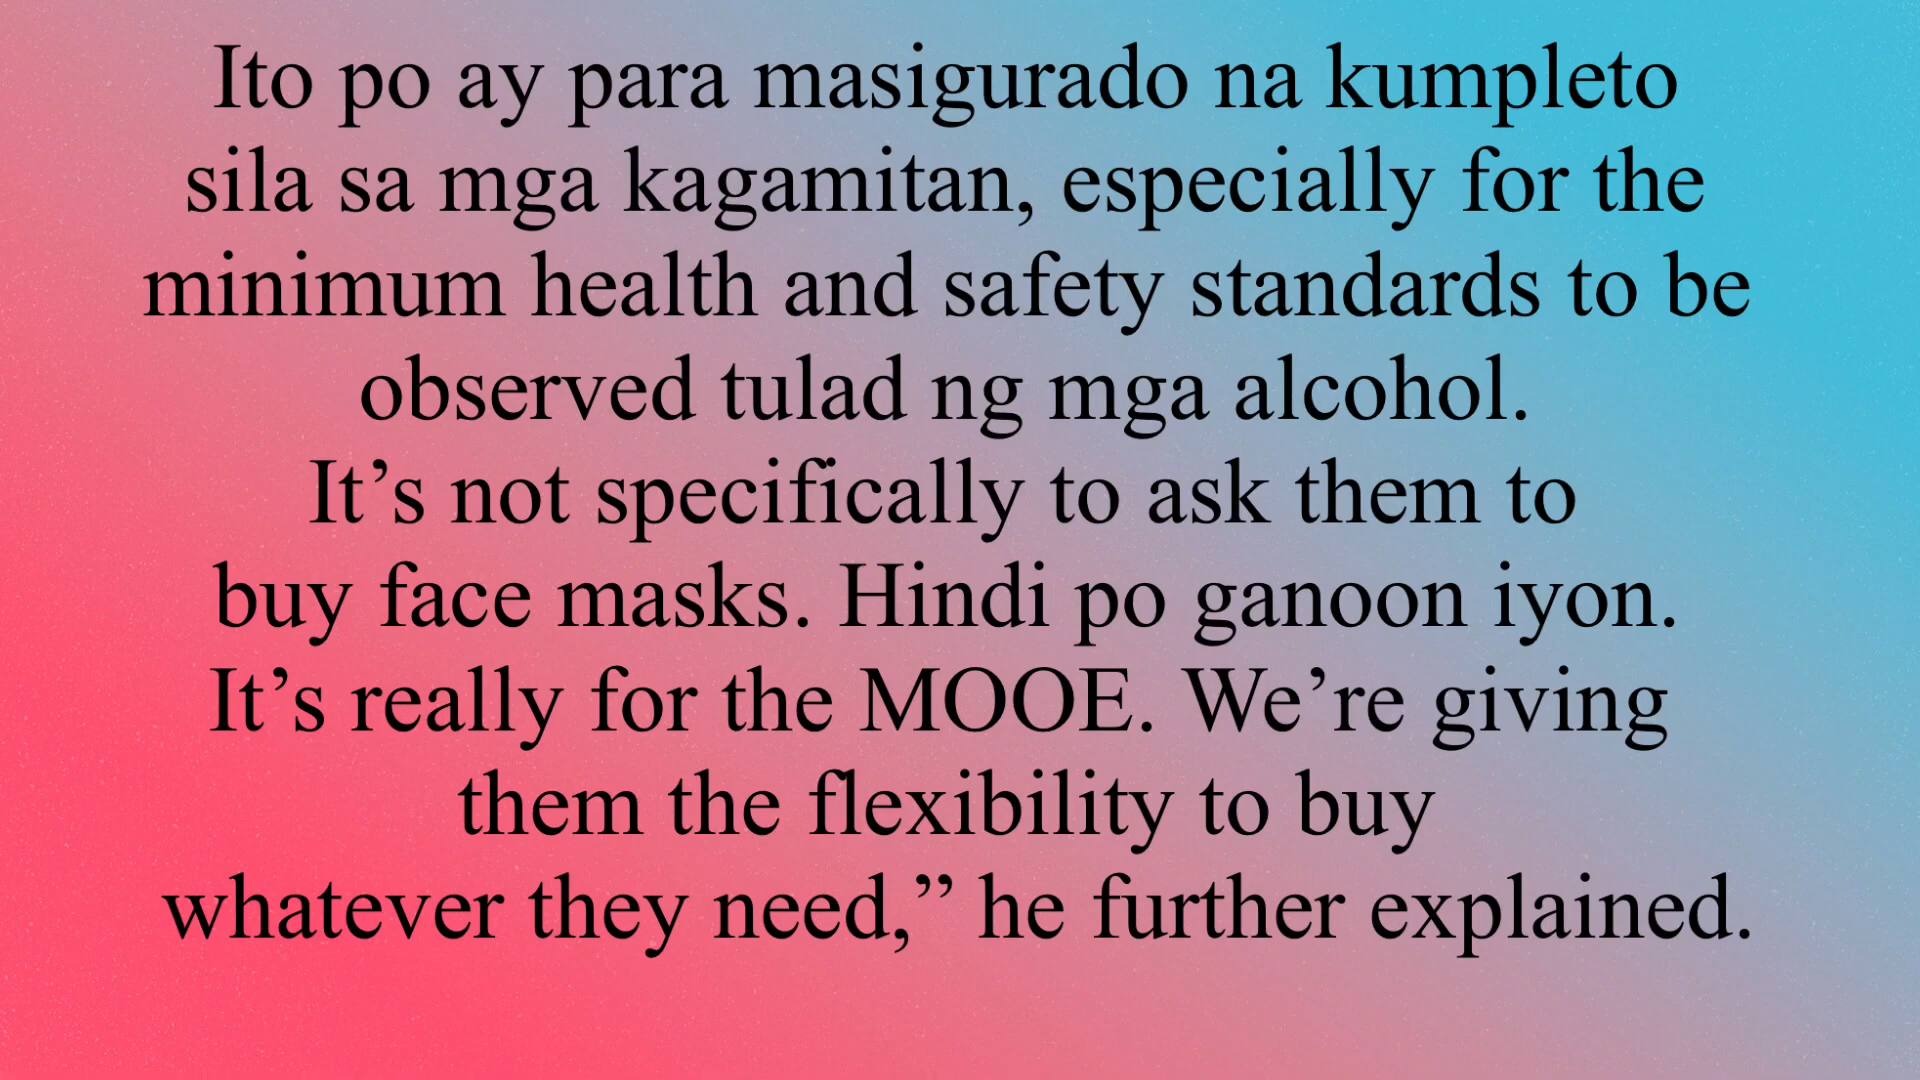 Ito po ay para masigurado na kumpleto
sila sa mga kagamitan, especially for the
minimum health and safety standards to be
observed tulad ng mga alcohol.
It’s not specifically to ask them to
buy face masks. Hindi po ganoon iyon.
It’s really for the MOOE. We’re giving
them the flexibility to buy
whatever they need,” he further explained.